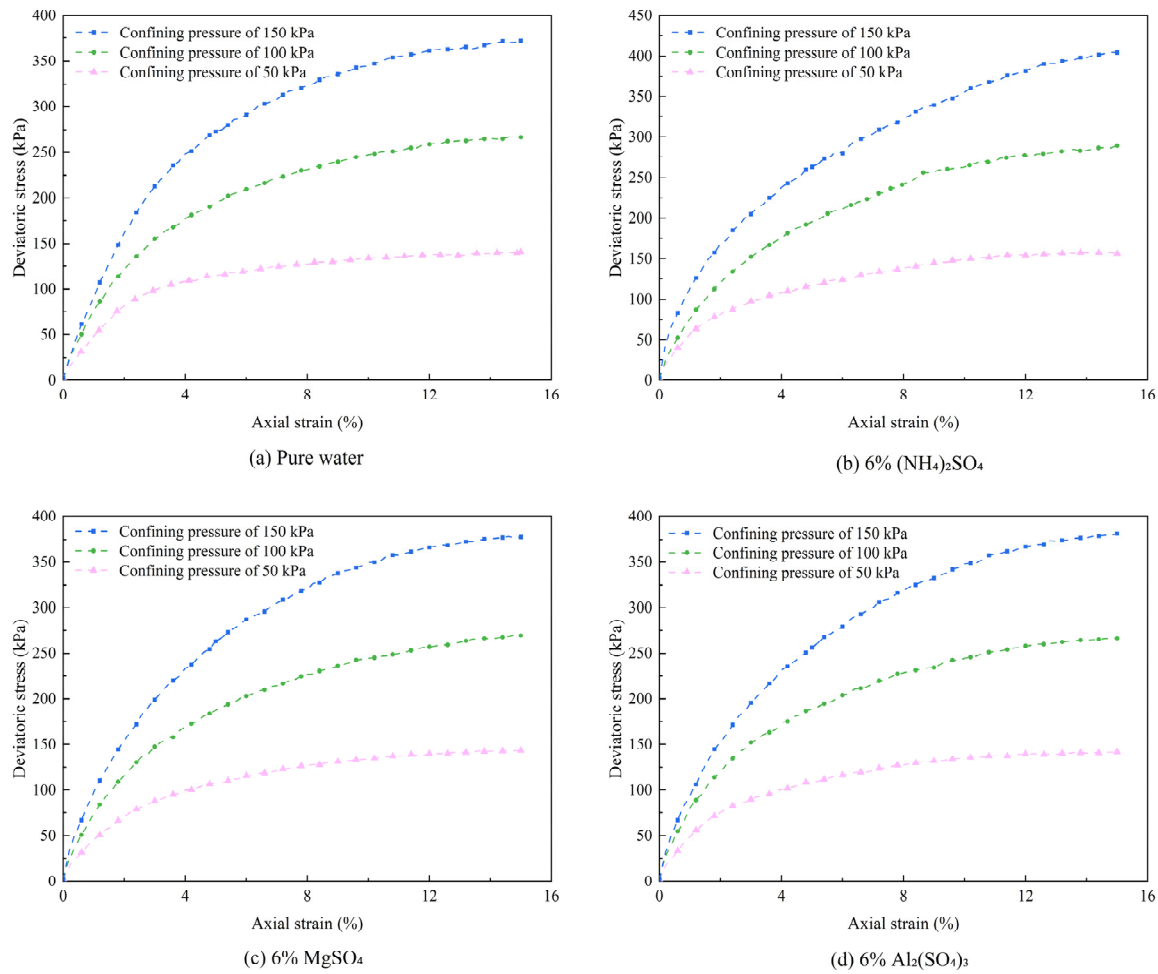 400
350
300
250
200
150
100
50
0
Deviatoric stress (kPa)
Confining pressure of 150 kPa
Confining pressure of 100 kPa
Confining pressure of 50 kPa
0 4 8 12 16
Axial strain (%)
(a) Pure water
450
400
350
300
250
200
150
100
50
0
Deviatoric stress (kPa)
Confining pressure of 150 kPa
Confining pressure of 100 kPa
Confining pressure of 50 kPa
0 4 8 12 16
Axial strain (%)
(b) 6% (NH₄)₂SO₄
400
350
300
250
200
150
100
50
0
Deviatoric stress (kPa)
Confining pressure of 150 kPa
Confining pressure of 100 kPa
Confining pressure of 50 kPa
0 4 8 12 16
Axial strain (%)
(c) 6% MgSO₄
400
350
300
250
200
150
100
50
0
Deviatoric stress (kPa)
Confining pressure of 150 kPa
Confining pressure of 100 kPa
Confining pressure of 50 kPa
0 4 8 12 16
Axial strain (%)
(d) 6% Al₂(SO₄)₃